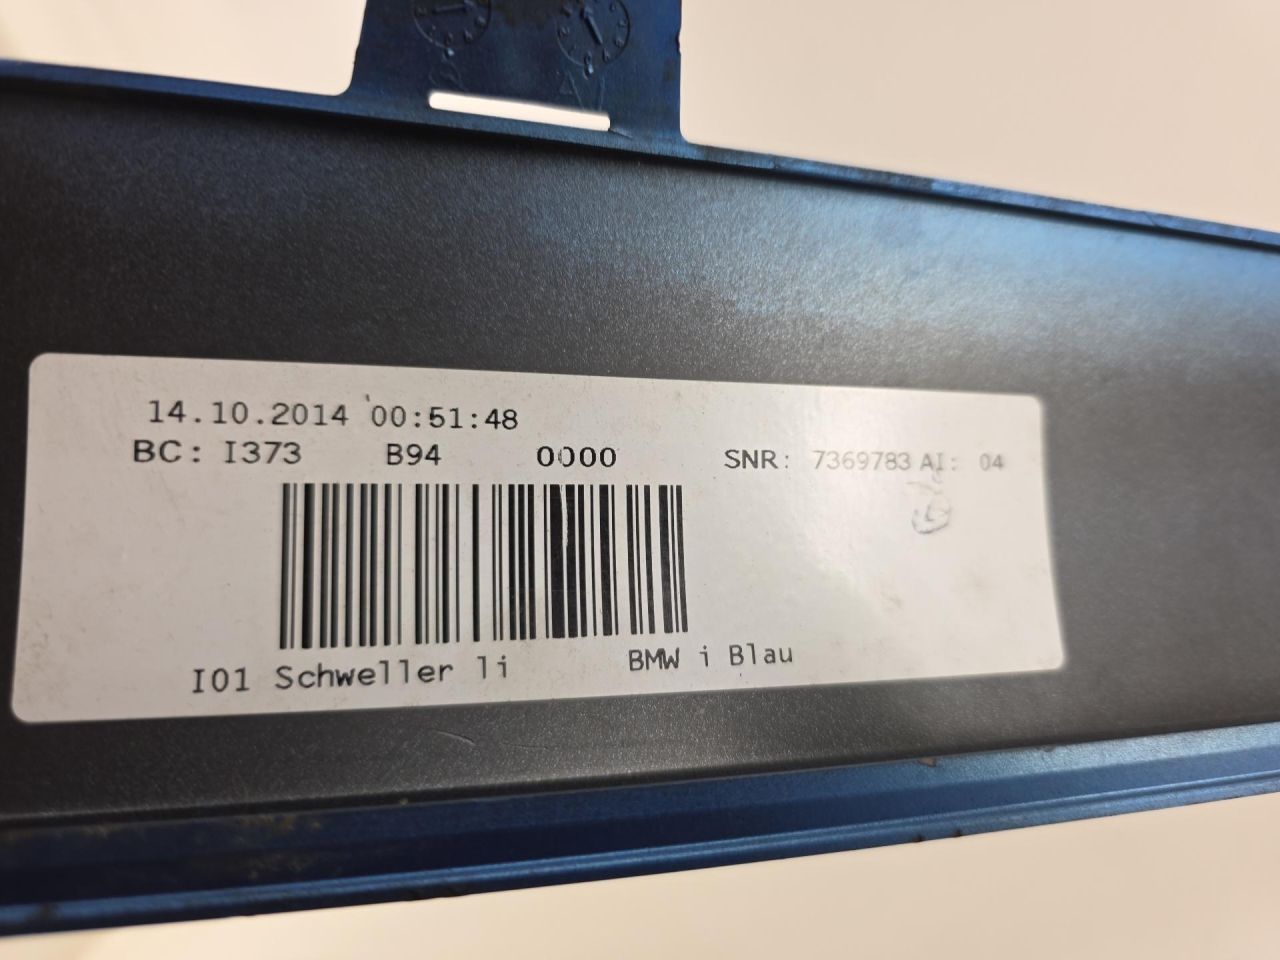 14.10.2014 00:51:48
BC: I373 B94 0000 SNR: 7369783 AI: 04
I01 Schweller li BMW i Blau